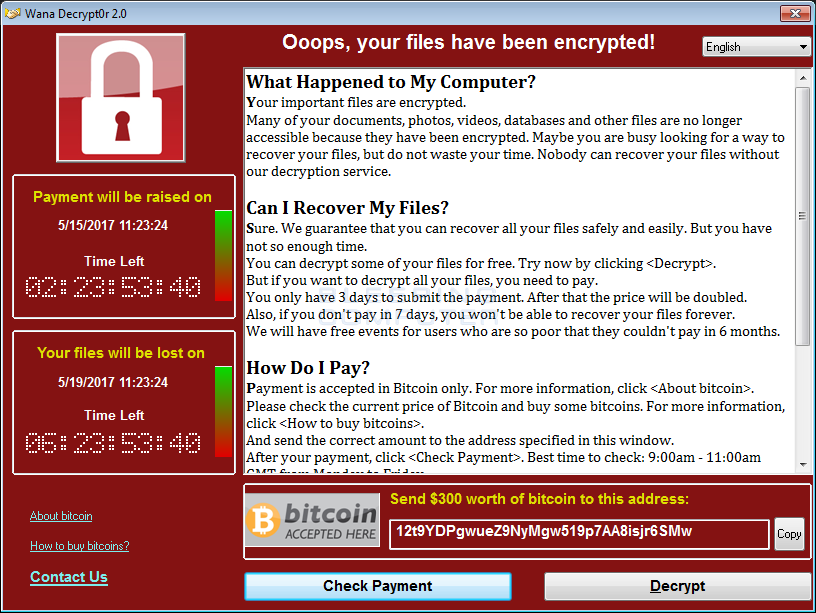 Wana Decrypt0r 2.0
Ooops, your files have been encrypted!
English
What Happened to My Computer?
Your important files are encrypted.
Many of your documents, photos, videos, databases and other files are no longer
accessible because they have been encrypted. Maybe you are busy looking for a way to
recover your files, but do not waste your time. Nobody can recover your files without
our decryption service.
Can I Recover My Files?
Sure. We guarantee that you can recover all your files safely and easily. But you have
not so enough time.
You can decrypt some of your files for free. Try now by clicking <Decrypt>.
But if you want to decrypt all your files, you need to pay.
You only have 3 days to submit the payment. After that the price will be doubled.
Also, if you don't pay in 7 days, you won't be able to recover your files forever.
We will have free events for users who are so poor that they couldn't pay in 6 months.
How Do I Pay?
Payment is accepted in Bitcoin only. For more information, click <About bitcoin>.
Please check the current price of Bitcoin and buy some bitcoins. For more information,
click <How to buy bitcoins>.
And send the correct amount to the address specified in this window.
After your payment, click <Check Payment>. Best time to check: 9:00am - 11:00am
GMT from Monday to Friday.
Payment will be raised on
5/15/2017 11:23:24
Time Left
02:23:53:40
Your files will be lost on
5/19/2017 11:23:24
Time Left
06:23:53:40
About bitcoin
How to buy bitcoins?
Contact Us
bitcoin
ACCEPTED HERE
Send $300 worth of bitcoin to this address:
12t9YDPgwueZ9NyMgw519p7AA8isjr6SMw
Copy
Check Payment
Decrypt